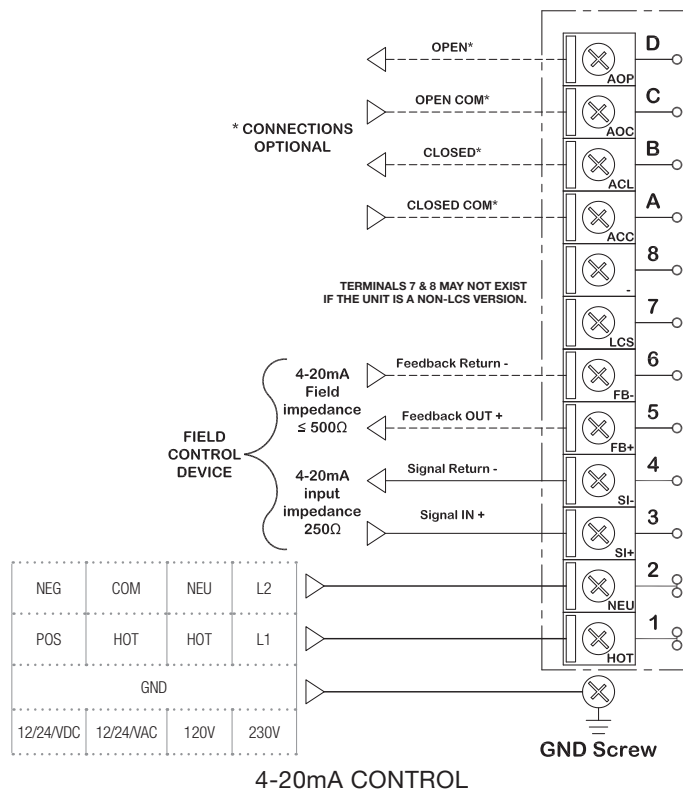 OPEN*
D
AOP
OPEN COM*
C
AOC
* CONNECTIONS
OPTIONAL
CLOSED*
B
ACL
CLOSED COM*
A
ACC
8
-
TERMINALS 7 & 8 MAY NOT EXIST
IF THE UNIT IS A NON-LCS VERSION.
7
LCS
Feedback Return -
6
FB-
4-20mA
Field
impedance
≤ 500Ω
Feedback OUT +
5
FB+
FIELD
CONTROL
DEVICE
Signal Return -
4
SI-
4-20mA
input
impedance
250Ω
Signal IN +
3
SI+
NEG COM NEU L2
2
NEU
POS HOT HOT L1
1
HOT
GND
12/24/VDC 12/24/VAC 120V 230V
GND Screw
4-20mA CONTROL